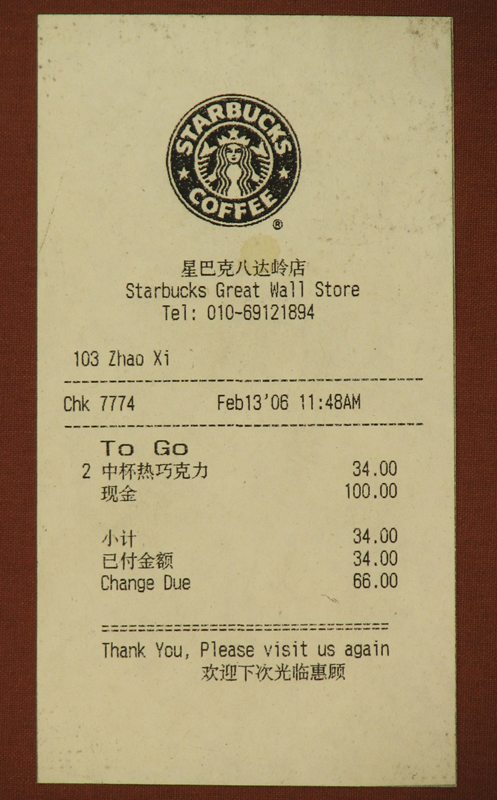 STARBUCKS
COFFEE
®
星巴克八达岭店
Starbucks Great Wall Store
Tel: 010-69121894
103 Zhao Xi
Chk 7774 Feb13'06 11:48AM
To Go
2 中杯热巧克力 34.00
现金 100.00
小计 34.00
已付金额 34.00
Change Due 66.00
Thank You, Please visit us again
欢迎下次光临惠顾